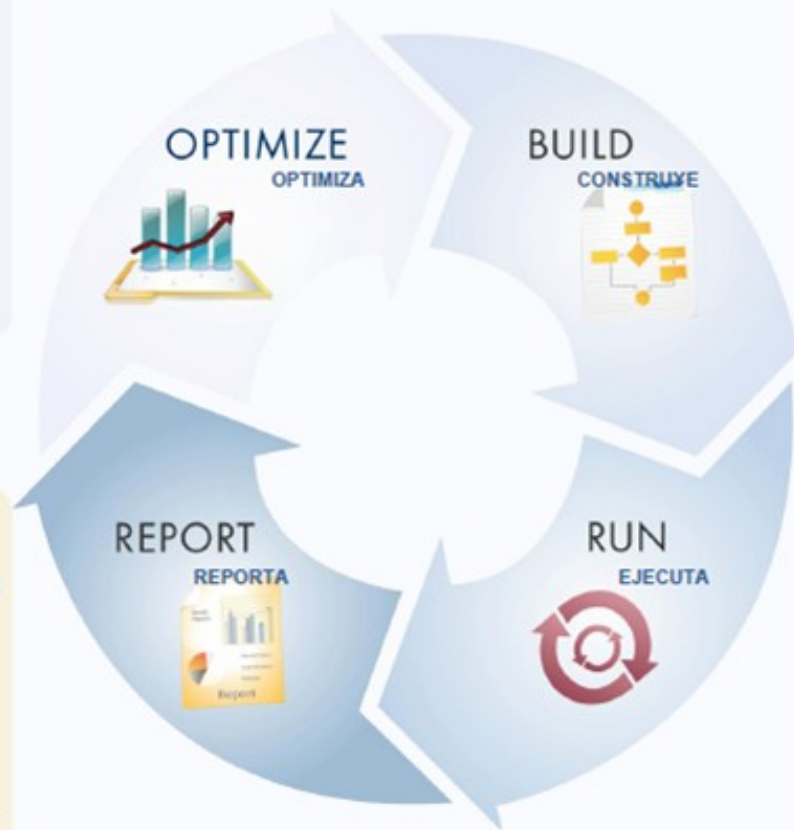 OPTIMIZE
OPTIMIZA
BUILD
CONSTRUYE
REPORT
REPORTA
Report
RUN
EJECUTA